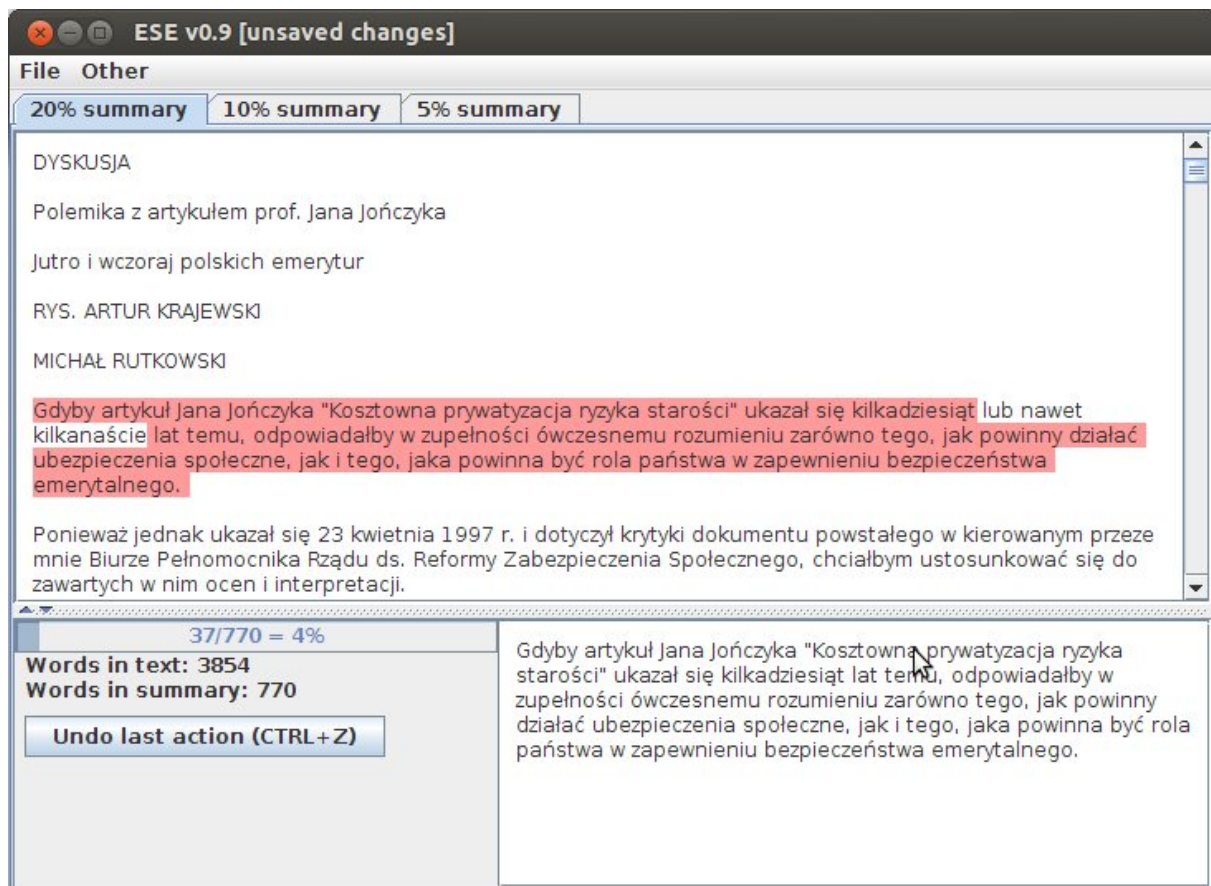 ESE v0.9 [unsaved changes]
File Other
20% summary 10% summary 5% summary
DYSKUSJA
Polemika z artykułem prof. Jana Jończyka
Jutro i wczoraj polskich emerytur
RYS. ARTUR KRAJEWSKI
MICHAŁ RUTKOWSKI
Gdyby artykuł Jana Jończyka "Kosztowna prywatyzacja ryzyka starości" ukazał się kilkadziesiąt lub nawet
kilkanaście lat temu, odpowiadałby w zupełności ówczesnemu rozumieniu zarówno tego, jak powinny działać
ubezpieczenia społeczne, jak i tego, jaka powinna być rola państwa w zapewnieniu bezpieczeństwa
emerytalnego.
Ponieważ jednak ukazał się 23 kwietnia 1997 r. i dotyczył krytyki dokumentu powstałego w kierowanym przeze
mnie Biurze Pełnomocnika Rządu ds. Reformy Zabezpieczenia Społecznego, chciałbym ustosunkować się do
zawartych w nim ocen i interpretacji.
37/770 = 4%
Words in text: 3854
Words in summary: 770
Undo last action (CTRL+Z)
Gdyby artykuł Jana Jończyka "Kosztowna prywatyzacja ryzyka
starości" ukazał się kilkadziesiąt lat temu, odpowiadałby w
zupełności ówczesnemu rozumieniu zarówno tego, jak powinny
działać ubezpieczenia społeczne, jak i tego, jaka powinna być rola
państwa w zapewnieniu bezpieczeństwa emerytalnego.